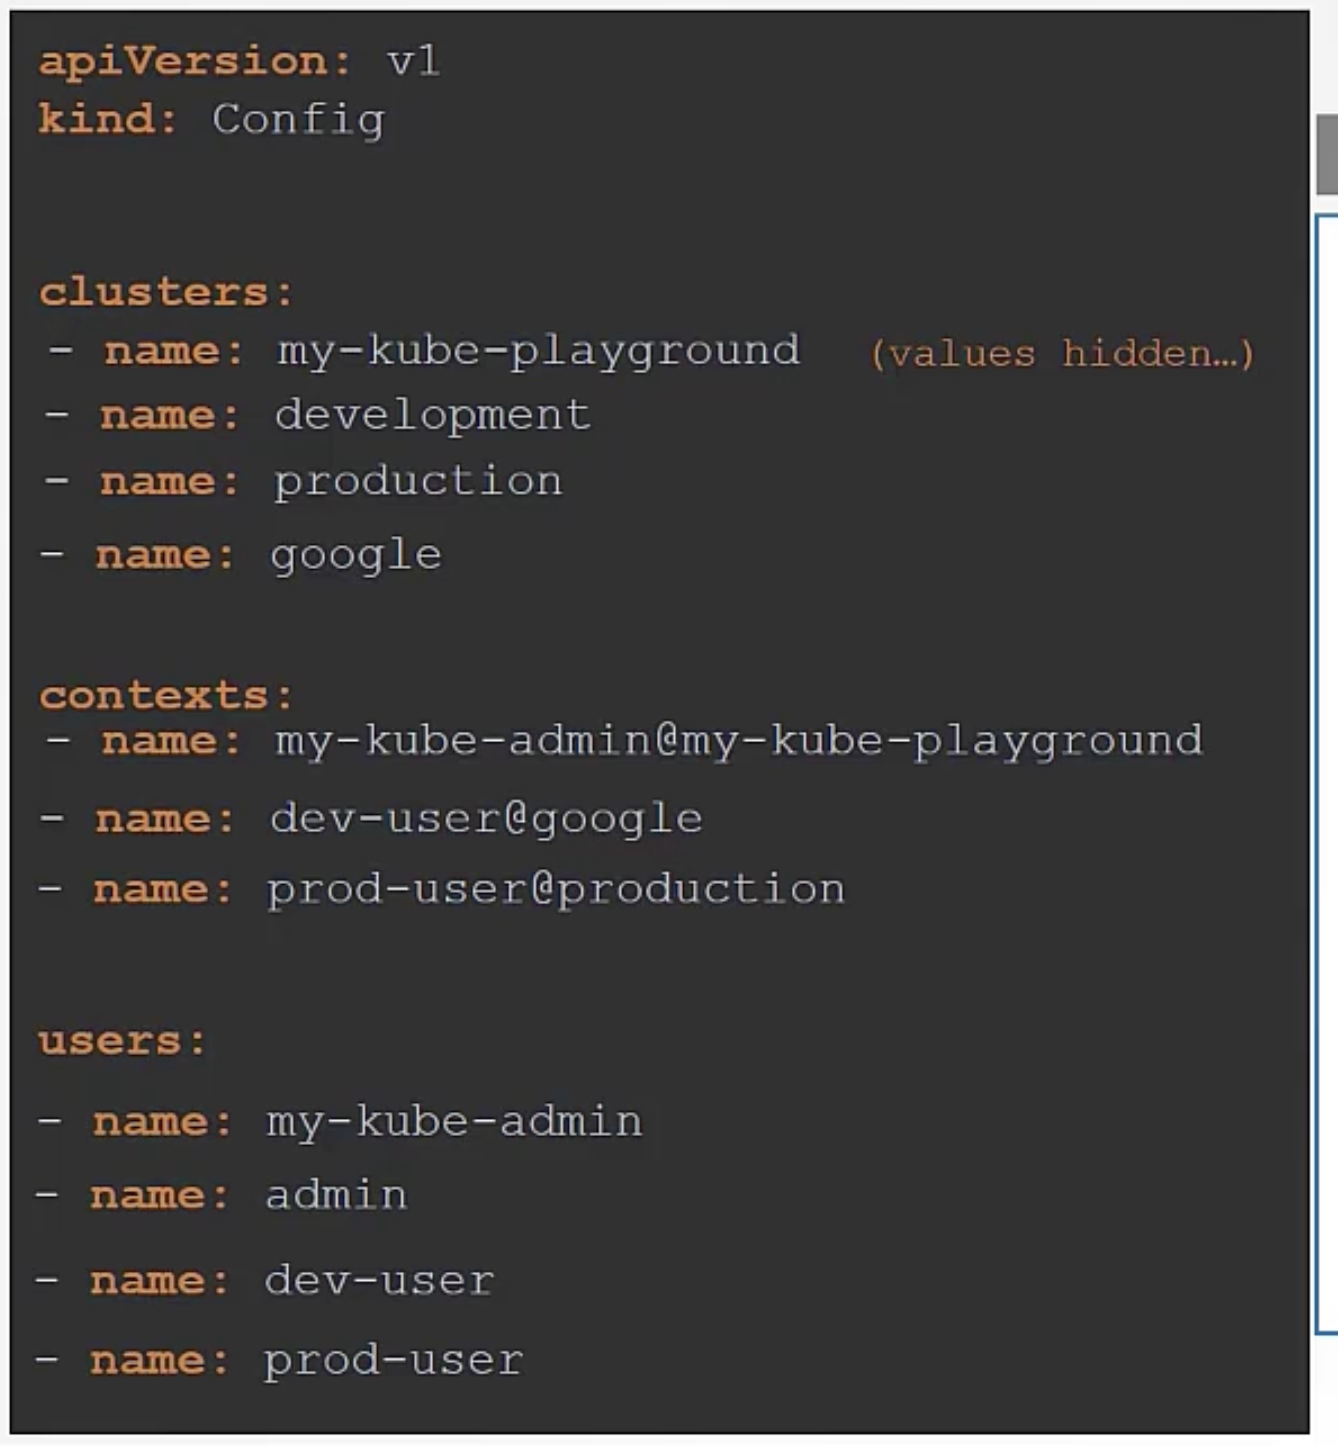 apiVersion: v1
kind: Config
clusters:
- name: my-kube-playground (values hidden…)
- name: development
- name: production
- name: google
contexts:
- name: my-kube-admin@my-kube-playground
- name: dev-user@google
- name: prod-user@production
users:
- name: my-kube-admin
- name: admin
- name: dev-user
- name: prod-user